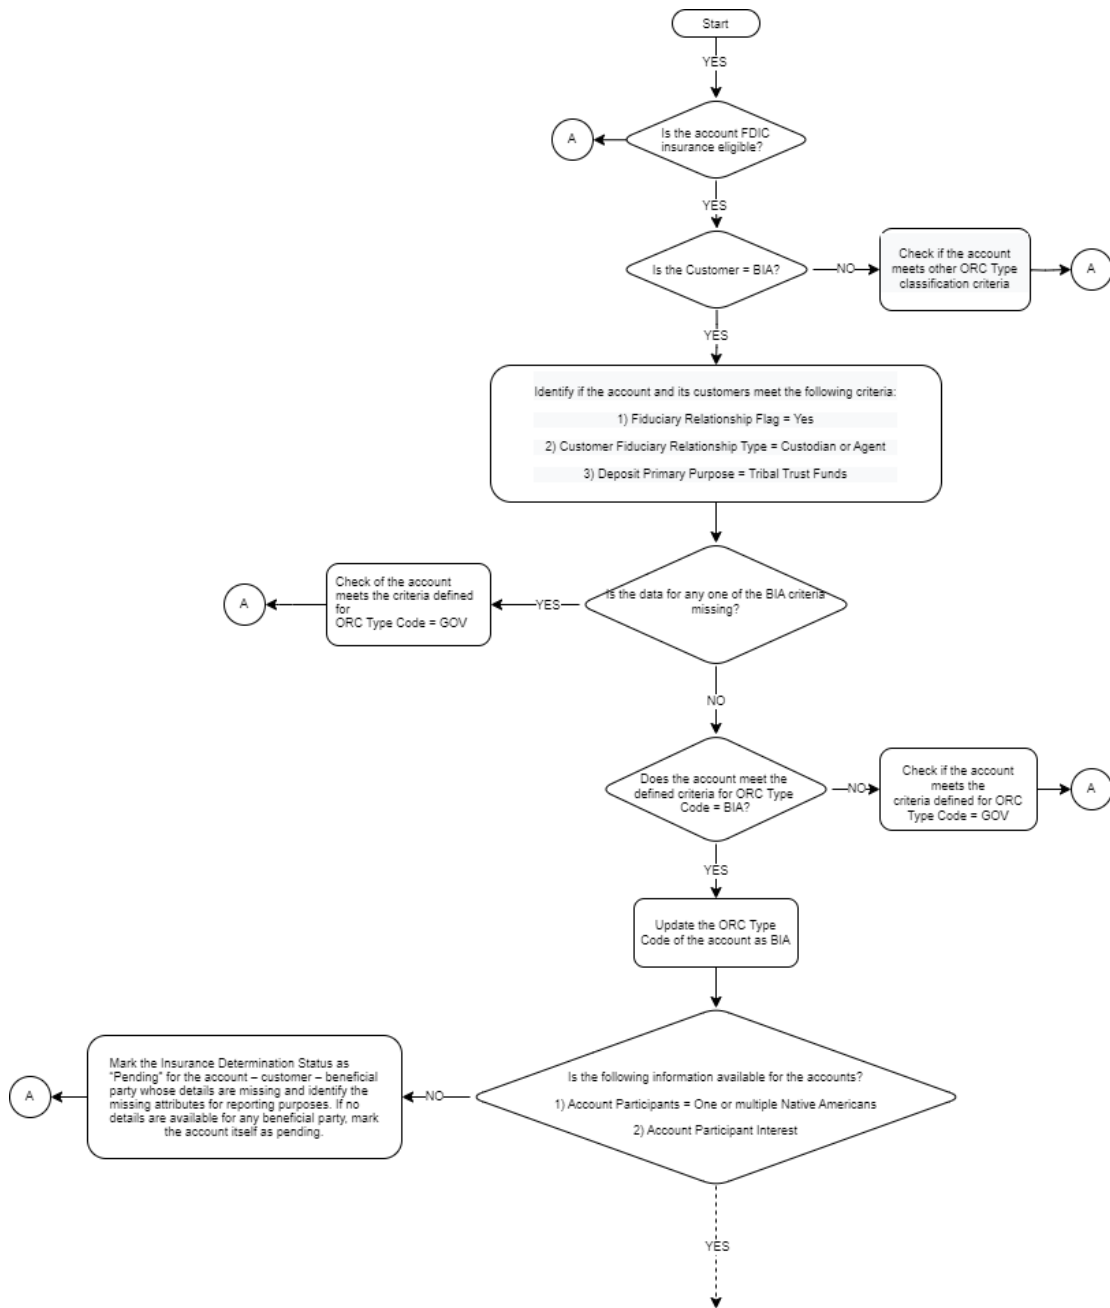 Start
YES
Is the account FDIC
insurance eligible?
A
YES
Is the Customer = BIA?
NO
Check if the account
meets other ORC Type
classification criteria
A
YES
Identify if the account and its customers meet the following criteria:
1) Fiduciary Relationship Flag = Yes
2) Customer Fiduciary Relationship Type = Custodian or Agent
3) Deposit Primary Purpose = Tribal Trust Funds
Is the data for any one of the BIA criteria
missing?
YES
Check of the account
meets the criteria defined
for
ORC Type Code = GOV
A
NO
Does the account meet the
defined criteria for ORC Type
Code = BIA?
NO
Check if the account
meets the
criteria defined for ORC
Type Code = GOV
A
YES
Update the ORC Type
Code of the account as BIA
Is the following information available for the accounts?
1) Account Participants = One or multiple Native Americans
2) Account Participant Interest
NO
Mark the Insurance Determination Status as
"Pending" for the account – customer – beneficial
party whose details are missing and identify the
missing attributes for reporting purposes. If no
details are available for any beneficial party, mark
the account itself as pending.
A
YES